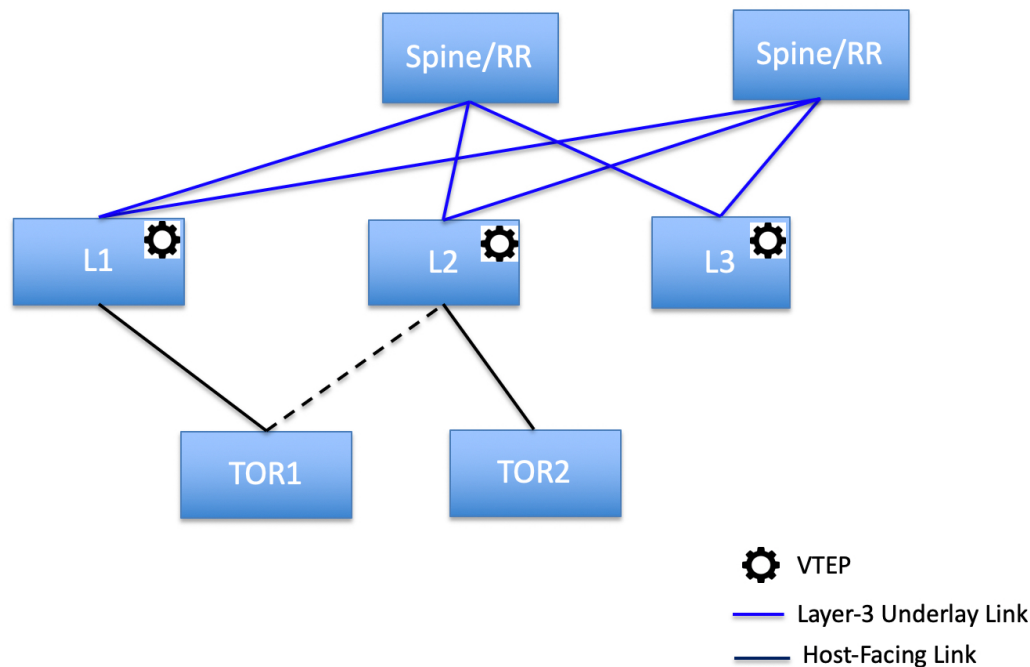 Spine/RR
Spine/RR
L1
L2
L3
TOR1
TOR2
VTEP
Layer-3 Underlay Link
Host-Facing Link